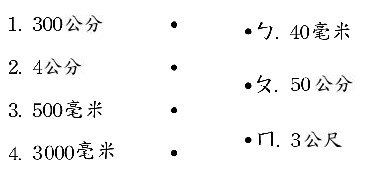 1. 300公分 •
2. 4公分 •
3. 500毫米 •
4. 3000毫米 •
•ㄅ. 40毫米
•ㄆ. 50公分
•ㄇ. 3公尺